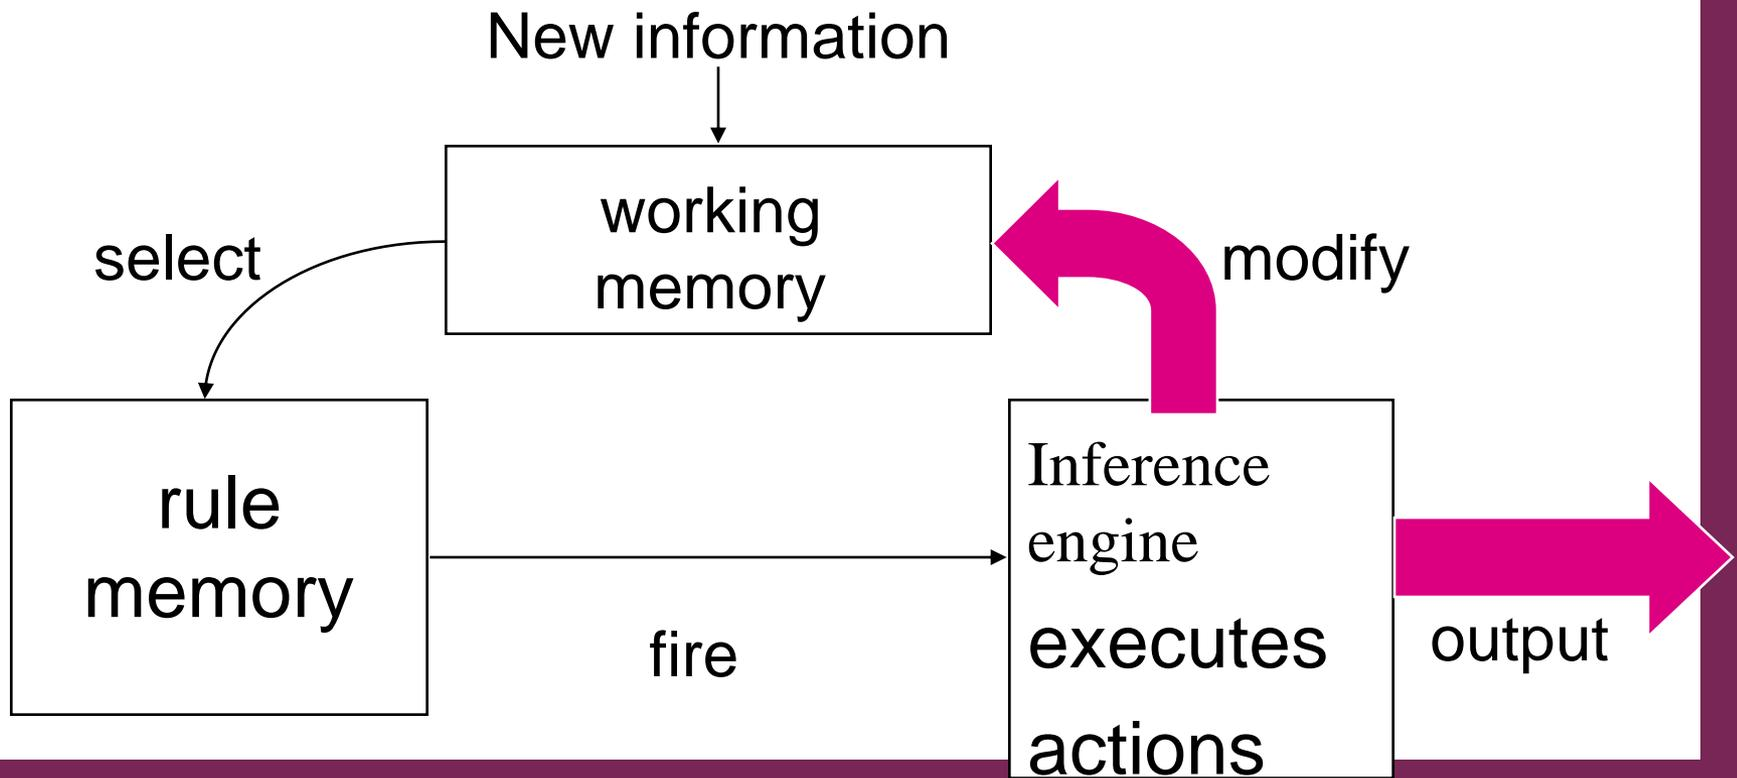 New information
working
memory
select
modify
rule
memory
Inference
engine
executes
actions
fire
output